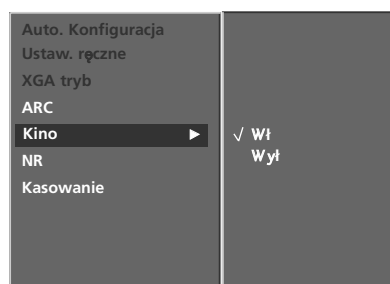 Auto. Konfiguracja
Ustaw. ręczne
XGA tryb
ARC
Kino ►
√ Wł
Wył
NR
Kasowanie